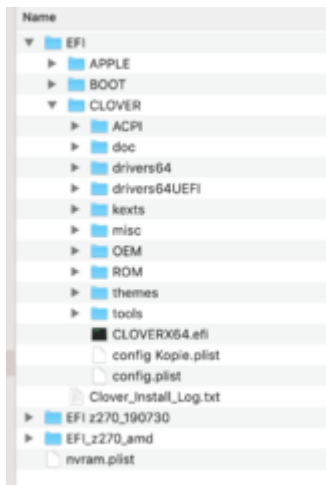 Name
EFI
APPLE
BOOT
CLOVER
ACPI
doc
drivers64
drivers64UEFI
kexts
misc
OEM
ROM
themes
tools
CLOVERX64.efi
config Kopie.plist
config.plist
Clover_Install_Log.txt
EFI z270_190730
EFI_z270_amd
nvram.plist